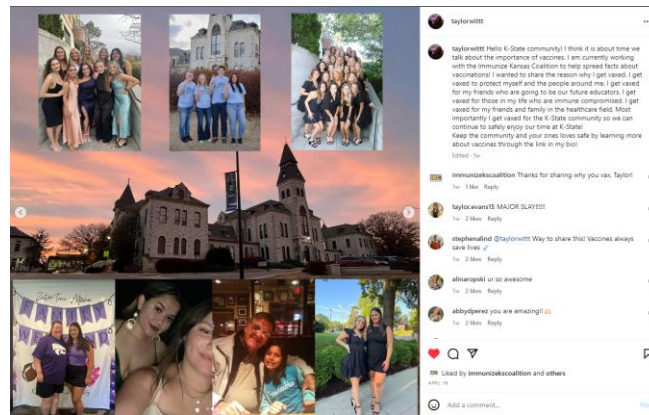 taylorwittt
taylorwittt Hello K-State community! I think it is about time we
talk about the importance of vaccines. I am currently working
with the Immunize Kansas Coalition to help spread facts about
vaccinations! I wanted to share the reason why I get vaxed. I get
vaxed to protect myself and the people around me. I get vaxed
for my friends who are going to be our future educators. I get
vaxed for those in my life who are immune compromised. I get
vaxed for my friends and family in the healthcare field. Most
importantly I get vaxed for the K-State community so we can
continue to safely enjoy our time at K-State!
Keep the community and your ones loves safe by learning more
about vaccines through the link in my bio!
Edited · 1w
immunizekscoalition Thanks for sharing why you vax, Taylor!
1w 1 like Reply
taylor.evans15 MAJOR SLAY!!!!!
1w 2 likes Reply
stephenalind @taylorwittt Way to share this! Vaccines always
save lives
1w 2 likes Reply
alinaropski ur so awesome
1w 2 likes Reply
abbydperez you are amazing!!
1w 2 likes Reply
Liked by immunizekscoalition and others
APRIL 18
Add a comment...
Zeta Tau Alpha